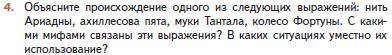 4. Объясните происхождение одного из следующих выражений: нить
Ариадны, ахиллесова пята, муки Тантала, колесо Фортуны. С каки-
ми мифами связаны эти выражения? В каких ситуациях уместно их
использование?